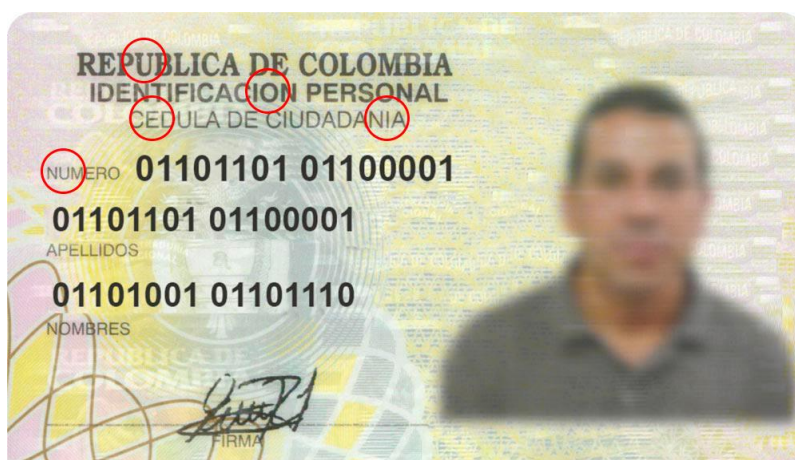 REPUBLICA DE COLOMBIA
IDENTIFICACION PERSONAL
CEDULA DE CIUDADANIA
NUMERO 01101101 01100001
01101101 01100001
APELLIDOS
01101001 01101110
NOMBRES
FIRMA